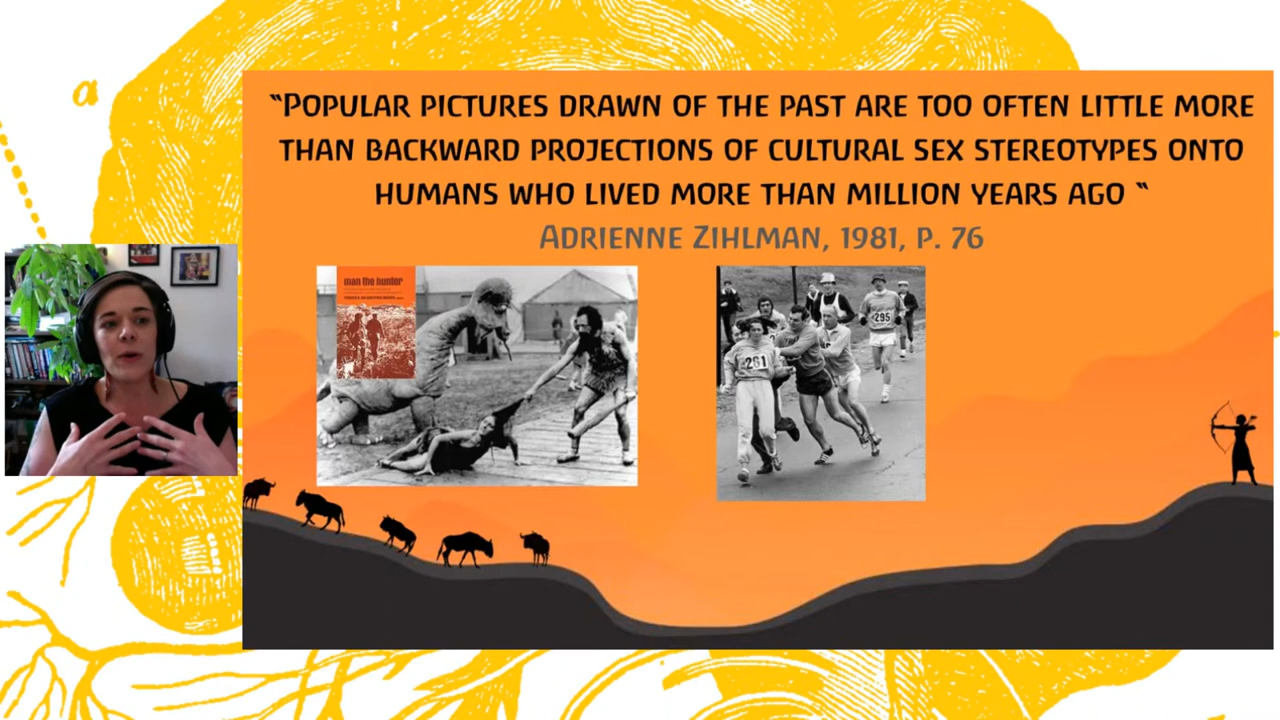 a
“Popular pictures drawn of the past are too often little more
than backward projections of cultural sex stereotypes onto
humans who lived more than million years ago “
Adrienne Zihlman, 1981, p. 76
man the hunter
261
295